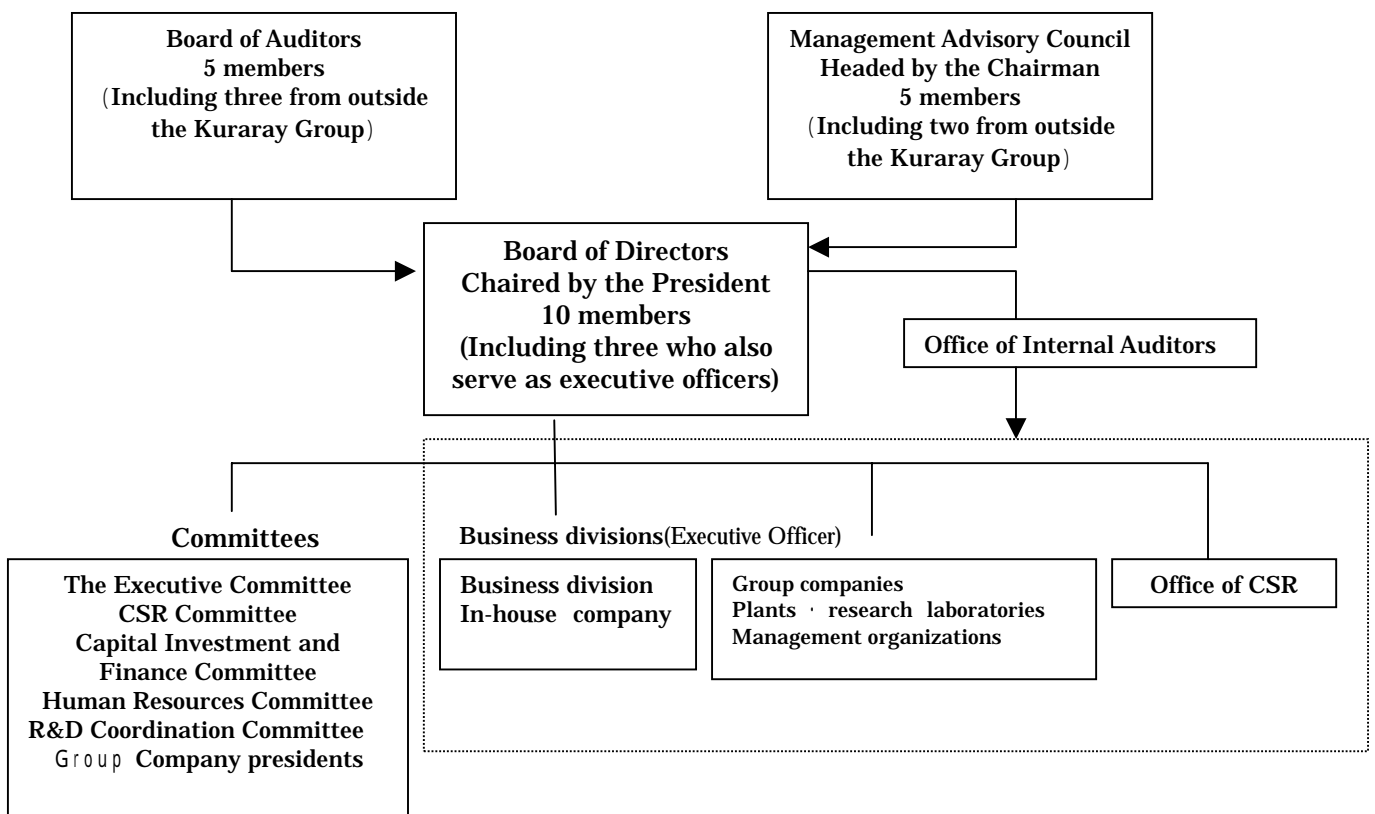 Board of Auditors
5 members
(Including three from outside
the Kuraray Group)
Management Advisory Council
Headed by the Chairman
5 members
(Including two from outside
the Kuraray Group)
Board of Directors
Chaired by the President
10 members
(Including three who also
serve as executive officers)
Office of Internal Auditors
Committees
The Executive Committee
CSR Committee
Capital Investment and
Finance Committee
Human Resources Committee
R&D Coordination Committee
Group Company presidents
Business divisions(Executive Officer)
Business division
In-house company
Group companies
Plants・research laboratories
Management organizations
Office of CSR